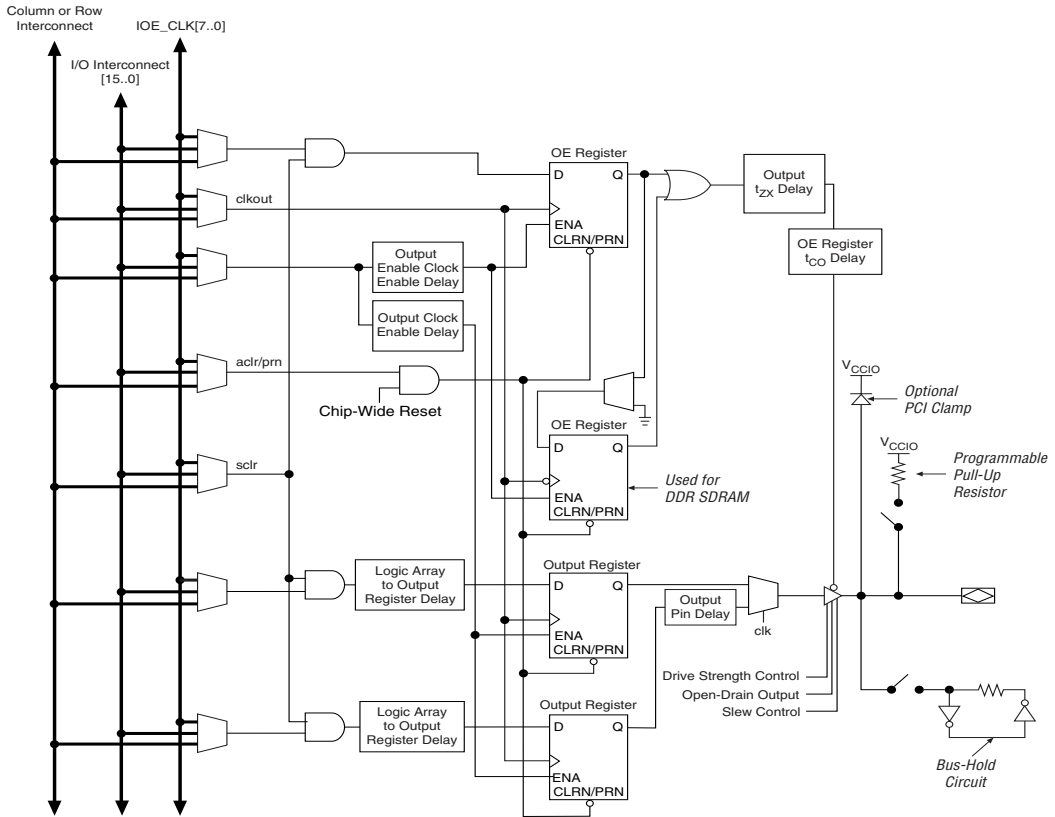 Column or Row
Interconnect
IOE_CLK[7..0]
I/O Interconnect
[15..0]
OE Register
D
Q
ENA
CLRN/PRN
Output
tZX Delay
OE Register
tCO Delay
clkout
Output
Enable Clock
Enable Delay
Output Clock
Enable Delay
aclr/prn
Chip-Wide Reset
VCCIO
Optional
PCI Clamp
OE Register
D
Q
ENA
CLRN/PRN
Used for
DDR SDRAM
VCCIO
Programmable
Pull-Up
Resistor
sclr
Logic Array
to Output
Register Delay
Output Register
D
Q
ENA
CLRN/PRN
Output
Pin Delay
clk
Drive Strength Control
Open-Drain Output
Slew Control
Logic Array
to Output
Register Delay
Output Register
D
Q
ENA
CLRN/PRN
Bus-Hold
Circuit